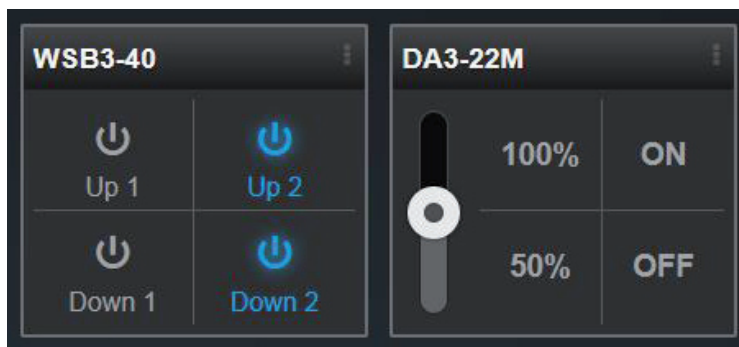 WSB3-40
Up 1
Up 2
Down 1
Down 2
DA3-22M
100%
ON
50%
OFF